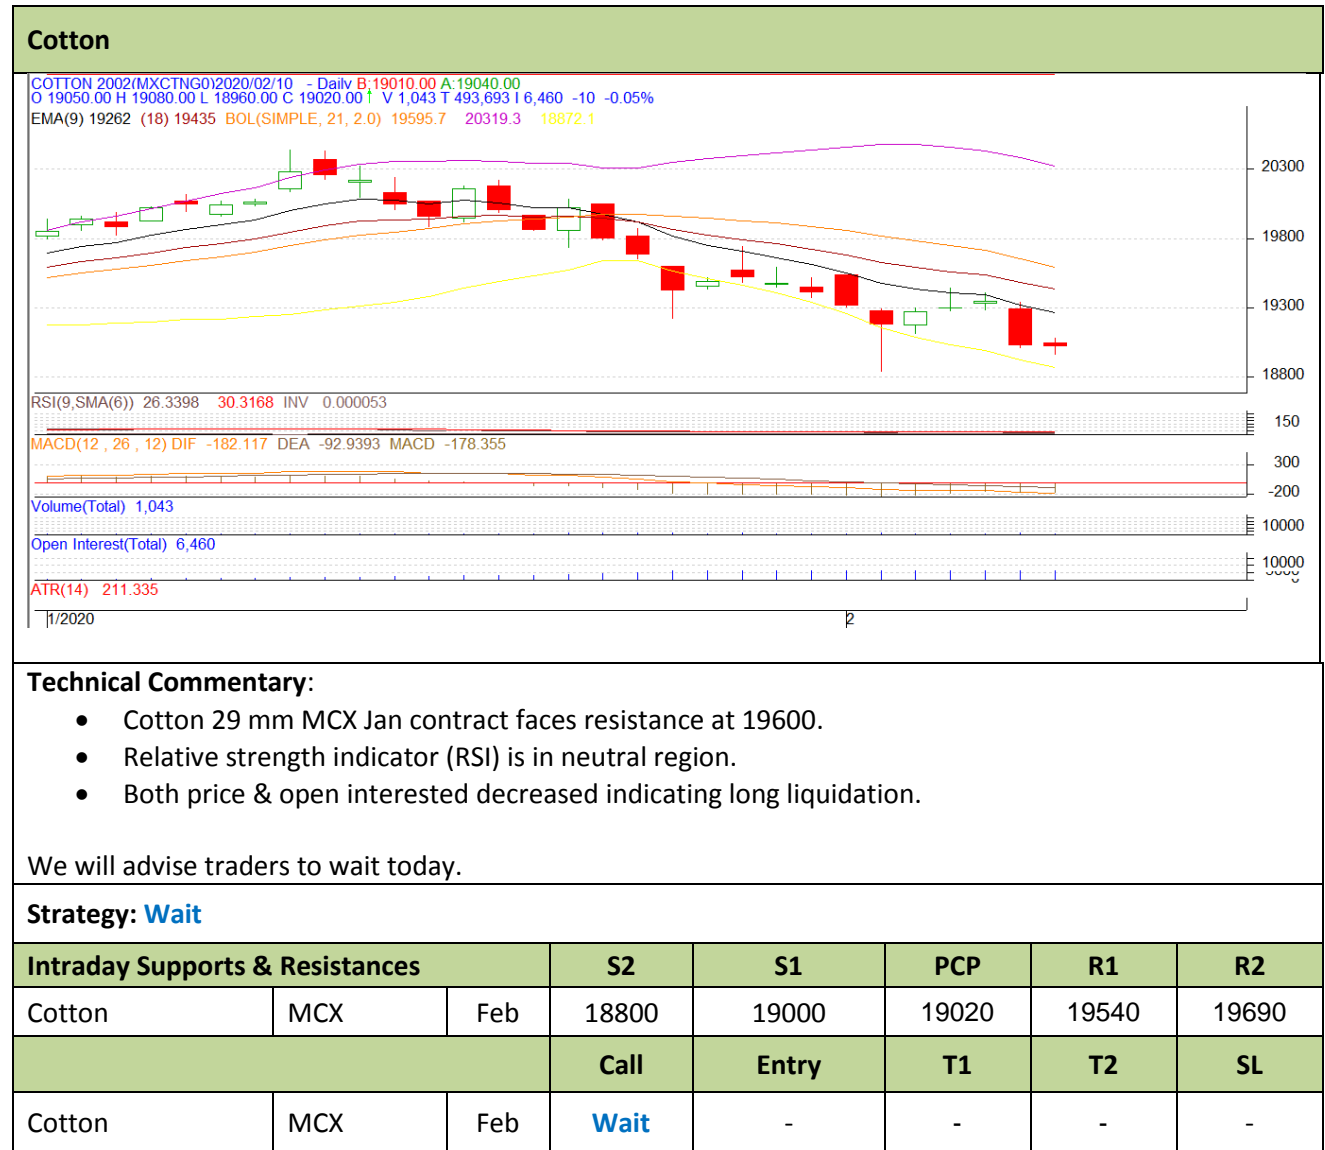 Cotton
COTTON 2002(MXCTNG0)2020/02/10 - Daily B:19010.00 A:19040.00
O 19050.00 H 19080.00 L 18960.00 C 19020.00↑ V 1,043 T 493,693 I 6,460 -10 -0.05%
EMA(9) 19262 (18) 19435 BOL(SIMPLE, 21, 2.0) 19595.7 20319.3 18872.1
20300
19800
19300
18800
RSI(9,SMA(6)) 26.3398 30.3168 INV 0.000053
150
MACD(12 , 26 , 12) DIF -182.117 DEA -92.9393 MACD -178.355
300
-200
Volume(Total) 1,043
10000
Open Interest(Total) 6,460
10000
ATR(14) 211.335
1/2020 2
Technical Commentary:
• Cotton 29 mm MCX Jan contract faces resistance at 19600.
• Relative strength indicator (RSI) is in neutral region.
• Both price & open interested decreased indicating long liquidation.
We will advise traders to wait today.
Strategy: Wait
Intraday Supports & Resistances S2 S1 PCP R1 R2
Cotton MCX Feb 18800 19000 19020 19540 19690
Call Entry T1 T2 SL
Cotton MCX Feb Wait - - - -